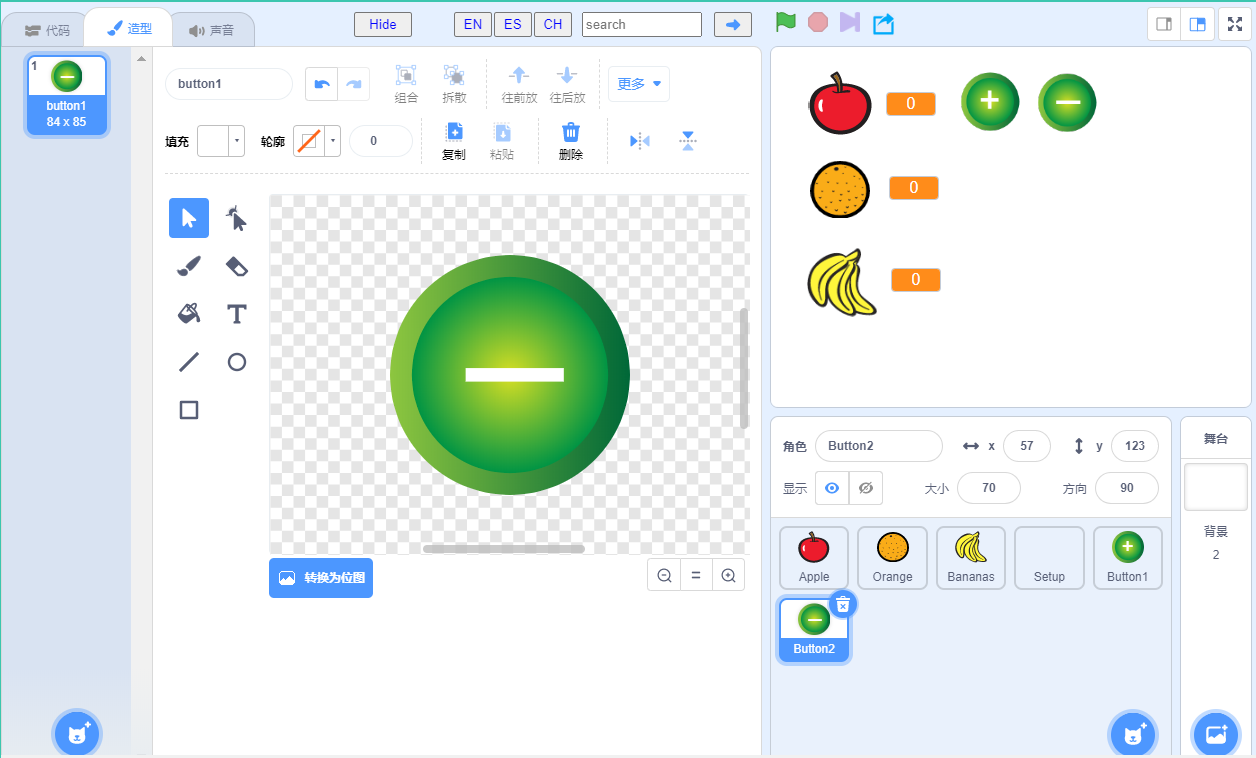 代码
造型
声音
Hide
EN
ES
CH
search
1
button1
84 x 85
button1
组合
拆散
往前放
往后放
更多
填充
轮廓
0
复制
粘贴
删除
转换为位图
0
0
0
角色
Button2
x
57
y
123
显示
大小
70
方向
90
Apple
Orange
Bananas
Setup
Button1
Button2
舞台
背景
2